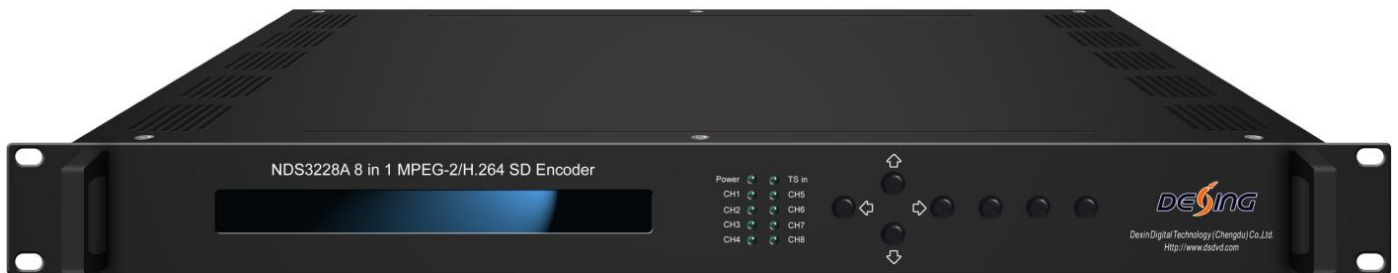 NDS3228A 8 in 1 MPEG-2/H.264 SD Encoder
Power TS in
CH1 CH5
CH2 CH6
CH3 CH7
CH4 CH8
DESING
Dexin Digital Technology (Chengdu) Co.,Ltd.
Http://www.dsdvd.com